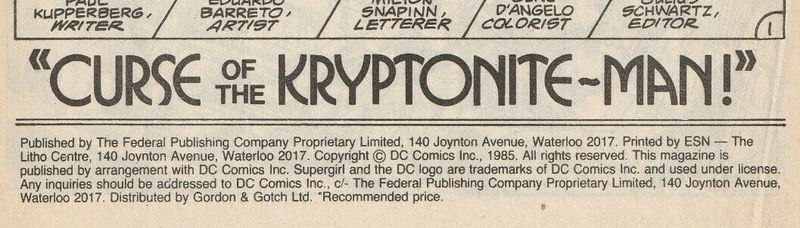 PAUL EDUARDO MILTON GENE JULIUS
KUPPERBERG, BARRETO, SNAPINN, D'ANGELO SCHWARTZ,
WRITER ARTIST LETTERER COLORIST EDITOR
1
“CURSE OF THE KRYPTONITE-MAN!”
Published by The Federal Publishing Company Proprietary Limited, 140 Joynton Avenue, Waterloo 2017. Printed by ESN — The
Litho Centre, 140 Joynton Avenue, Waterloo 2017. Copyright © DC Comics Inc., 1985. All rights reserved. This magazine is
published by arrangement with DC Comics Inc. Supergirl and the DC logo are trademarks of DC Comics Inc. and used under license.
Any inquiries should be addressed to DC Comics Inc., c/- The Federal Publishing Company Proprietary Limited, 140 Joynton Avenue,
Waterloo 2017. Distributed by Gordon & Gotch Ltd. *Recommended price.